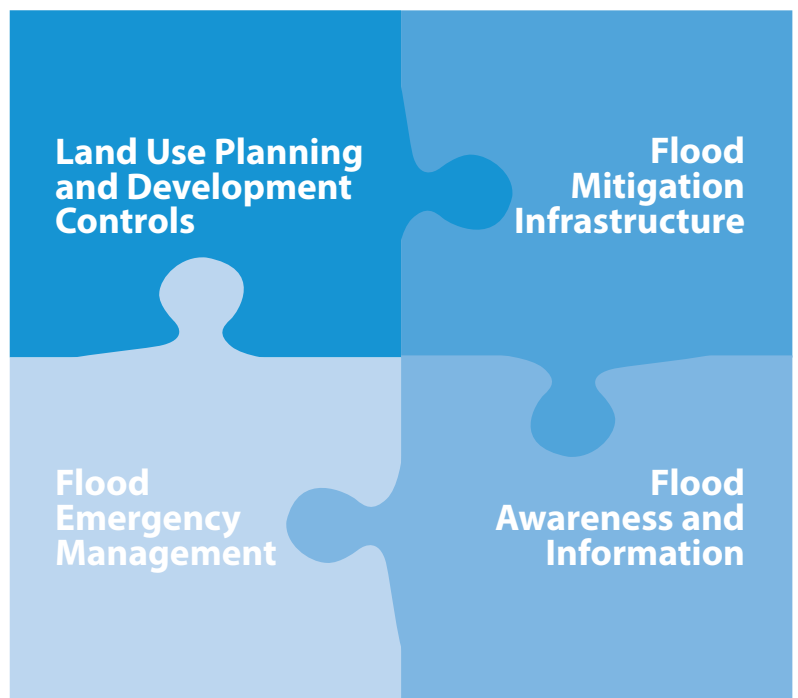 Land Use Planning
and Development
Controls
Flood
Mitigation
Infrastructure
Flood
Emergency
Management
Flood
Awareness and
Information